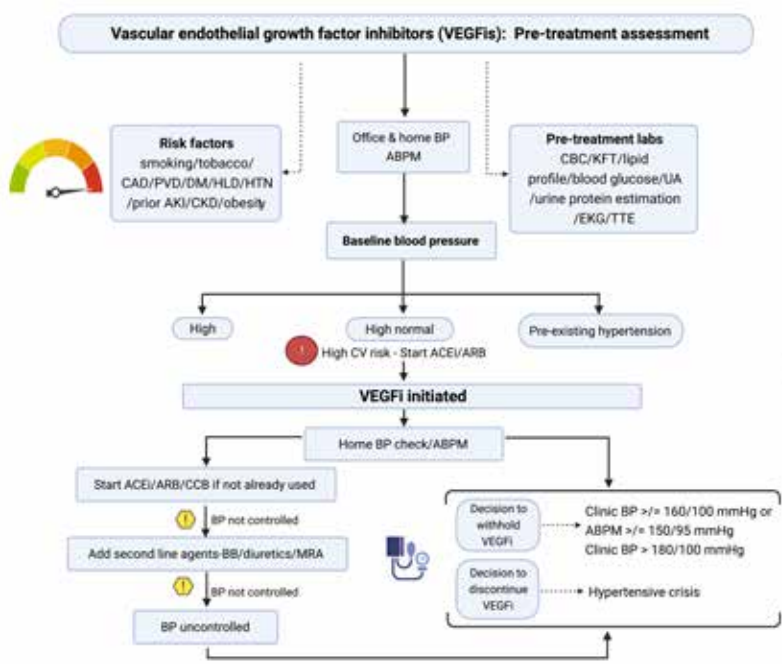 Vascular endothelial growth factor inhibitors (VEGFis): Pre-treatment assessment
Risk factors
smoking/tobacco/
CAD/PVD/DM/HLD/HTN
/prior AKI/CKD/obesity
Office & home BP
ABPM
Pre-treatment labs
CBC/KFT/lipid
profile/blood glucose/UA
/urine protein estimation
/EKG/TTE
Baseline blood pressure
High
High normal
Pre-existing hypertension
!
High CV risk - Start ACEi/ARB
VEGFi initiated
Home BP check/ABPM
Start ACEi/ARB/CCB if not already used
!
BP not controlled
Add second line agents-BB/diuretics/MRA
!
BP not controlled
BP uncontrolled
Decision to
withhold
VEGFi
Clinic BP >/= 160/100 mmHg or
ABPM >/= 150/95 mmHg
Clinic BP > 180/100 mmHg
Decision to
discontinue
VEGFi
Hypertensive crisis